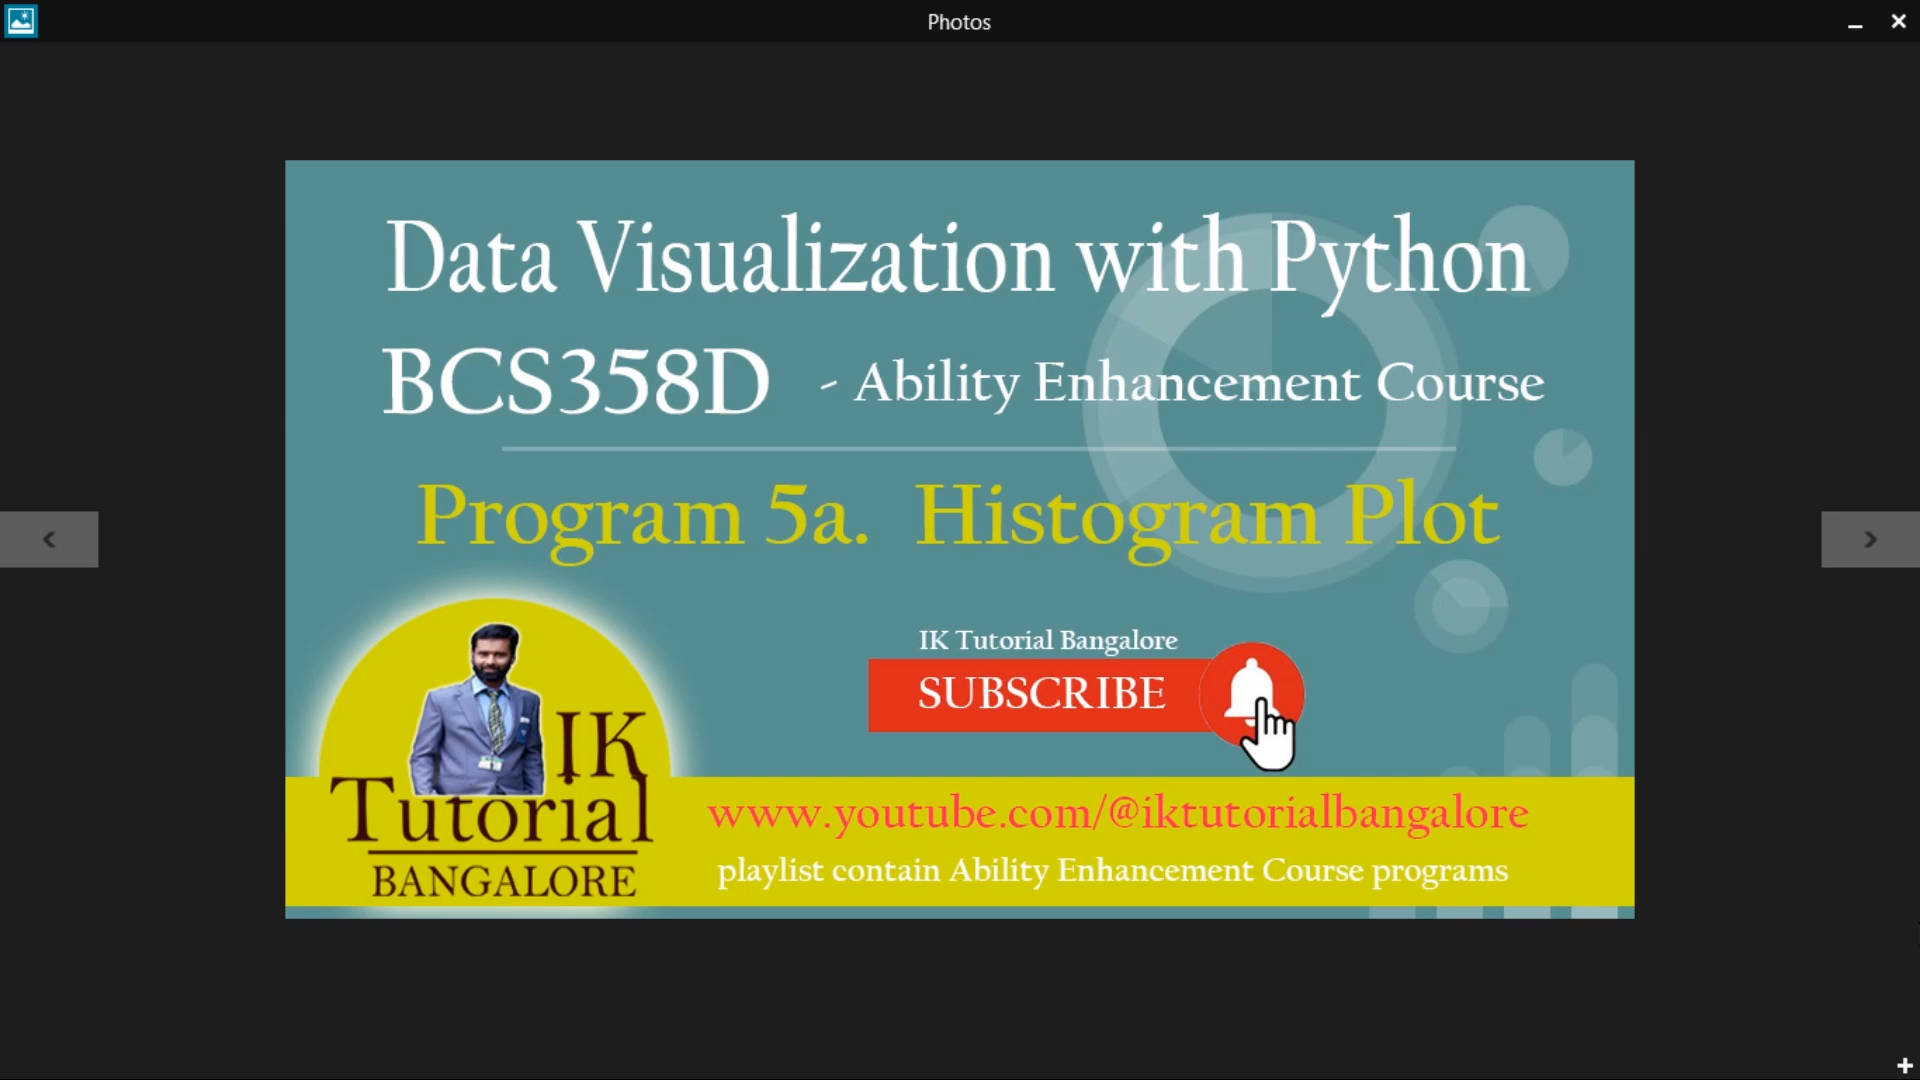 Photos
Data Visualization with Python
BCS358D - Ability Enhancement Course
Program 5a. Histogram Plot
IK Tutorial Bangalore
SUBSCRIBE
IK
Tutorial
BANGALORE
www.youtube.com/@iktutorialbangalore
playlist contain Ability Enhancement Course programs